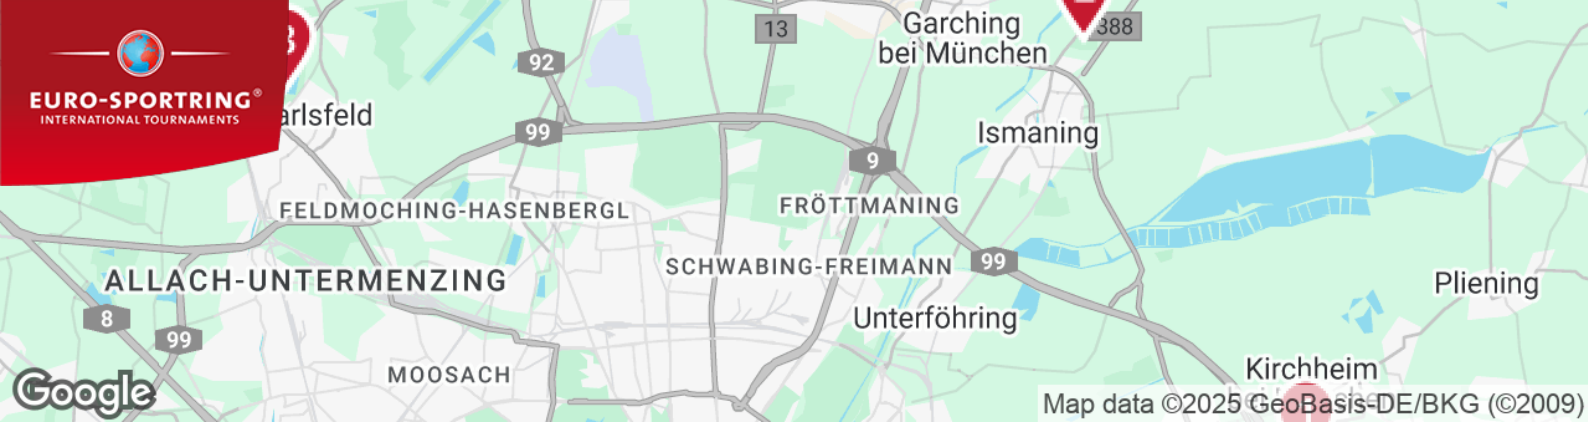 EURO-SPORTRING®
INTERNATIONAL TOURNAMENTS
3
13
388
Garching
bei München
92
arlsfeld
99
Ismaning
9
FELDMOCHING-HASENBERGL
FRÖTTMANING
99
SCHWABING-FREIMANN
ALLACH-UNTERMENZING
Pliening
8
Unterföhring
99
MOOSACH
Kirchheim
Google
Map data ©2025 GeoBasis-DE/BKG (©2009)